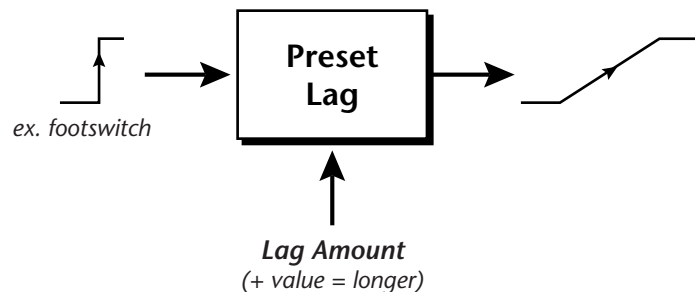 Preset
Lag
ex. footswitch
Lag Amount
(+ value = longer)